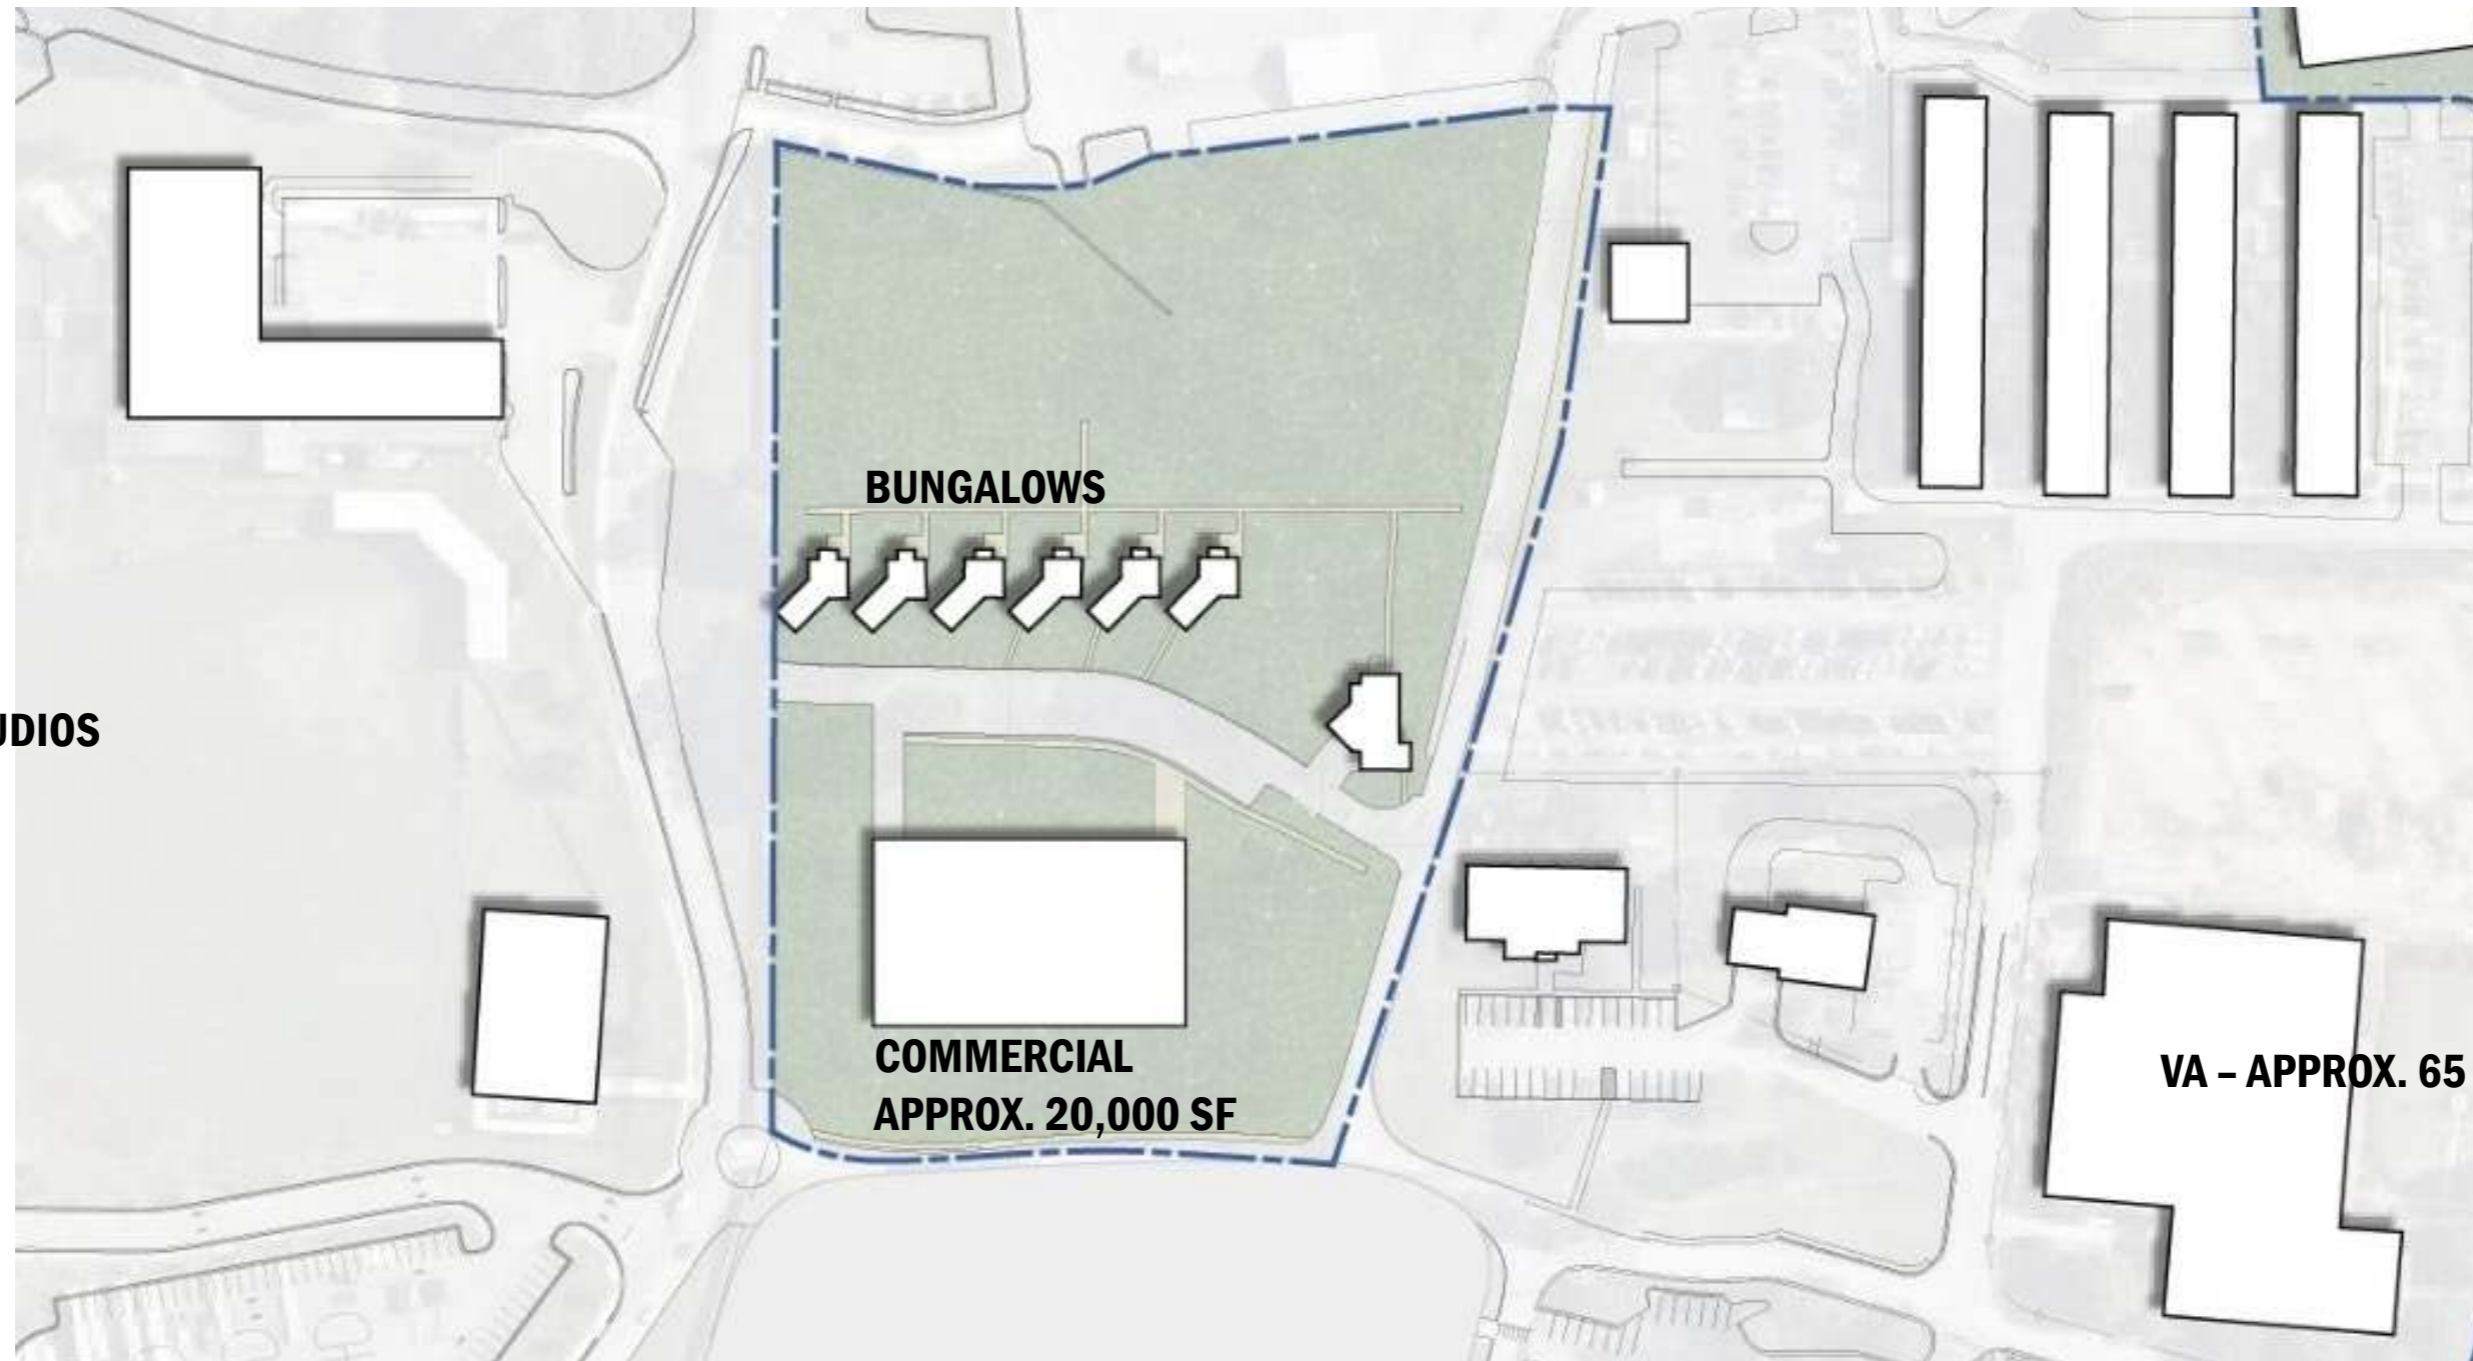 BUNGALOWS
UDIOS
COMMERCIAL
APPROX. 20,000 SF
VA – APPROX. 65